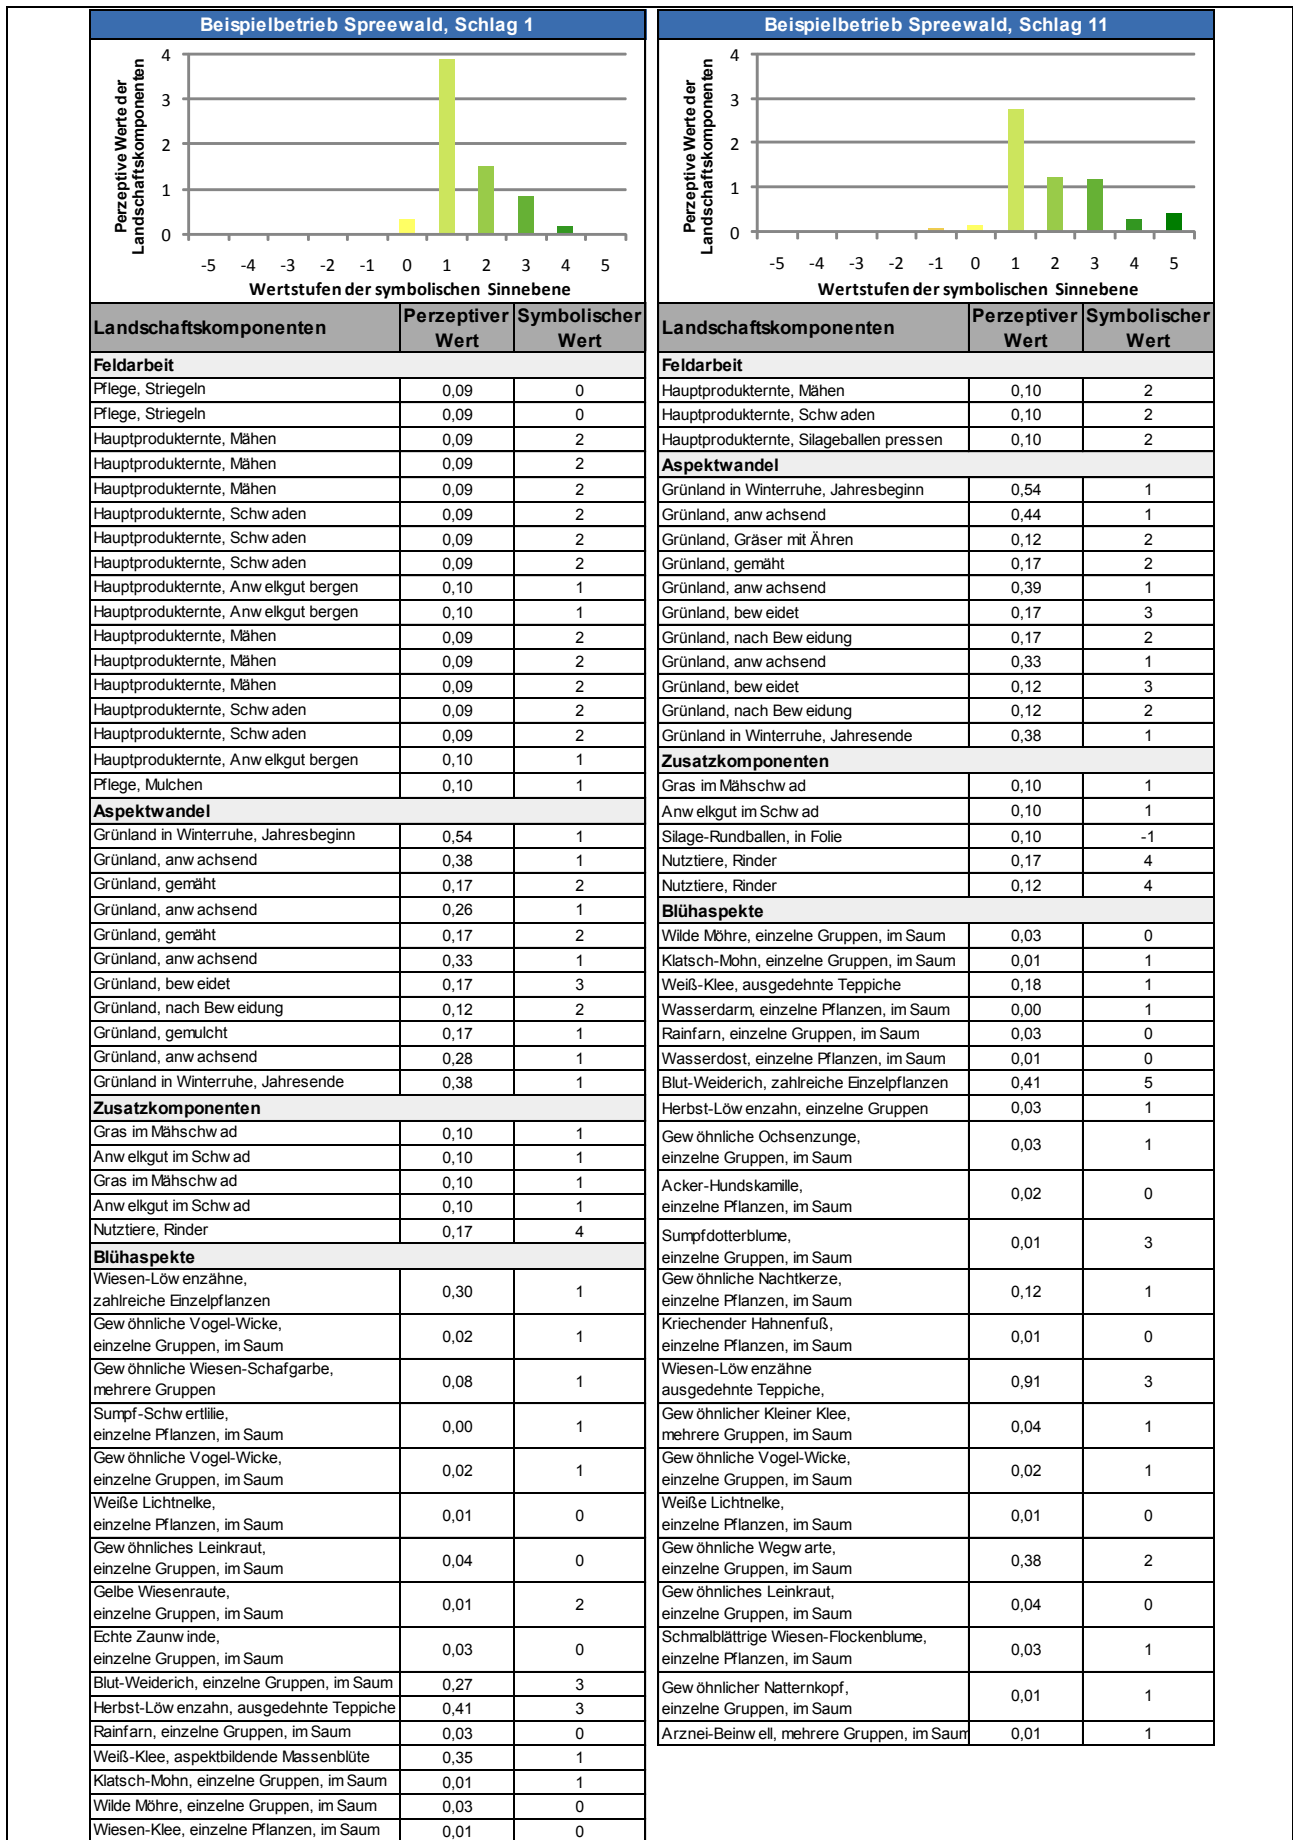 Beispielbetrieb Spreewald, Schlag 1
Perzeptive Werte der
Landschaftskomponenten
4
3
2
1
0
-5 -4 -3 -2 -1 0 1 2 3 4 5
Wertstufen der symbolischen Sinnebene
Landschaftskomponenten Perzeptiver Wert Symbolischer Wert
Feldarbeit
Pflege, Striegeln 0,09 0
Pflege, Striegeln 0,09 0
Hauptprodukternte, Mähen 0,09 2
Hauptprodukternte, Mähen 0,09 2
Hauptprodukternte, Mähen 0,09 2
Hauptprodukternte, Schwaden 0,09 2
Hauptprodukternte, Schwaden 0,09 2
Hauptprodukternte, Schwaden 0,09 2
Hauptprodukternte, Anwelkgut bergen 0,10 1
Hauptprodukternte, Anwelkgut bergen 0,10 1
Hauptprodukternte, Mähen 0,09 2
Hauptprodukternte, Mähen 0,09 2
Hauptprodukternte, Mähen 0,09 2
Hauptprodukternte, Schwaden 0,09 2
Hauptprodukternte, Schwaden 0,09 2
Hauptprodukternte, Anwelkgut bergen 0,10 1
Pflege, Mulchen 0,10 1
Aspektwandel
Grünland in Winterruhe, Jahresbeginn 0,54 1
Grünland, anwachsend 0,38 1
Grünland, gemäht 0,17 2
Grünland, anwachsend 0,26 1
Grünland, gemäht 0,17 2
Grünland, anwachsend 0,33 1
Grünland, beweidet 0,17 3
Grünland, nach Beweidung 0,12 2
Grünland, gemulcht 0,17 1
Grünland, anwachsend 0,28 1
Grünland in Winterruhe, Jahresende 0,38 1
Zusatzkomponenten
Gras im Mähschwad 0,10 1
Anwelkgut im Schwad 0,10 1
Gras im Mähschwad 0,10 1
Anwelkgut im Schwad 0,10 1
Nutztiere, Rinder 0,17 4
Blühaspekte
Wiesen-Löwenzähne,
zahlreiche Einzelpflanzen 0,30 1
Gewöhnliche Vogel-Wicke,
einzelne Gruppen, im Saum 0,02 1
Gewöhnliche Wiesen-Schafgarbe,
mehrere Gruppen 0,08 1
Sumpf-Schwertlilie,
einzelne Pflanzen, im Saum 0,00 1
Gewöhnliche Vogel-Wicke,
einzelne Gruppen, im Saum 0,02 1
Weiße Lichtnelke,
einzelne Pflanzen, im Saum 0,01 0
Gewöhnliches Leinkraut,
einzelne Gruppen, im Saum 0,04 0
Gelbe Wiesenraute,
einzelne Gruppen, im Saum 0,01 2
Echte Zaunwinde,
einzelne Gruppen, im Saum 0,03 0
Blut-Weiderich, einzelne Gruppen, im Saum 0,27 3
Herbst-Löwenzahn, ausgedehnte Teppiche 0,41 3
Rainfarn, einzelne Gruppen, im Saum 0,03 0
Weiß-Klee, aspektbildende Massenblüte 0,35 1
Klatsch-Mohn, einzelne Gruppen, im Saum 0,01 1
Wilde Möhre, einzelne Gruppen, im Saum 0,03 0
Wiesen-Klee, einzelne Pflanzen, im Saum 0,01 0
Beispielbetrieb Spreewald, Schlag 11
Perzeptive Werte der
Landschaftskomponenten
4
3
2
1
0
-5 -4 -3 -2 -1 0 1 2 3 4 5
Wertstufen der symbolischen Sinnebene
Landschaftskomponenten Perzeptiver Wert Symbolischer Wert
Feldarbeit
Hauptprodukternte, Mähen 0,10 2
Hauptprodukternte, Schwaden 0,10 2
Hauptprodukternte, Silageballen pressen 0,10 2
Aspektwandel
Grünland in Winterruhe, Jahresbeginn 0,54 1
Grünland, anwachsend 0,44 1
Grünland, Gräser mit Ähren 0,12 2
Grünland, gemäht 0,17 2
Grünland, anwachsend 0,39 1
Grünland, beweidet 0,17 3
Grünland, nach Beweidung 0,17 2
Grünland, anwachsend 0,33 1
Grünland, beweidet 0,12 3
Grünland, nach Beweidung 0,12 2
Grünland in Winterruhe, Jahresende 0,38 1
Zusatzkomponenten
Gras im Mähschwad 0,10 1
Anwelkgut im Schwad 0,10 1
Silage-Rundballen, in Folie 0,10 -1
Nutztiere, Rinder 0,17 4
Nutztiere, Rinder 0,12 4
Blühaspekte
Wilde Möhre, einzelne Gruppen, im Saum 0,03 0
Klatsch-Mohn, einzelne Gruppen, im Saum 0,01 1
Weiß-Klee, ausgedehnte Teppiche 0,18 1
Wasserdarm, einzelne Pflanzen, im Saum 0,00 1
Rainfarn, einzelne Gruppen, im Saum 0,03 0
Wasserdost, einzelne Pflanzen, im Saum 0,01 0
Blut-Weiderich, zahlreiche Einzelpflanzen 0,41 5
Herbst-Löwenzahn, einzelne Gruppen 0,03 1
Gewöhnliche Ochsenzunge,
einzelne Gruppen, im Saum 0,03 1
Acker-Hundskamille,
einzelne Pflanzen, im Saum 0,02 0
Sumpfdotterblume,
einzelne Gruppen, im Saum 0,01 3
Gewöhnliche Nachtkerze,
einzelne Pflanzen, im Saum 0,12 1
Kriechender Hahnenfuß,
einzelne Pflanzen, im Saum 0,01 0
Wiesen-Löwenzähne
ausgedehnte Teppiche, 0,91 3
Gewöhnlicher Kleiner Klee,
mehrere Gruppen, im Saum 0,04 1
Gewöhnliche Vogel-Wicke,
einzelne Gruppen, im Saum 0,02 1
Weiße Lichtnelke,
einzelne Pflanzen, im Saum 0,01 0
Gewöhnliche Wegwarte,
einzelne Gruppen, im Saum 0,38 2
Gewöhnliches Leinkraut,
einzelne Gruppen, im Saum 0,04 0
Schmalblättrige Wiesen-Flockenblume,
einzelne Pflanzen, im Saum 0,03 1
Gewöhnlicher Natternkopf,
einzelne Gruppen, im Saum 0,01 1
Arznei-Beinwell, mehrere Gruppen, im Saum 0,01 1